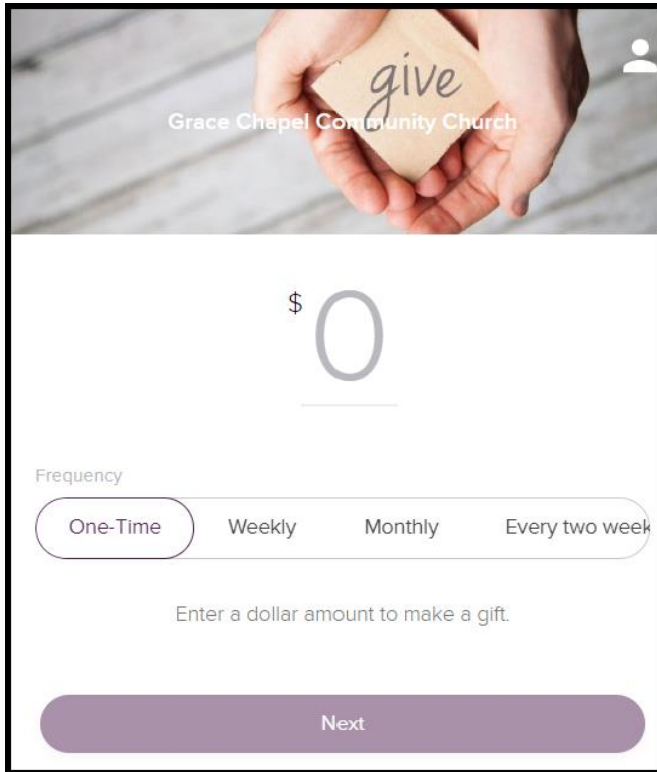 give
Grace Chapel Community Church
$ 0
Frequency
One-Time Weekly Monthly Every two week
Enter a dollar amount to make a gift.
Next